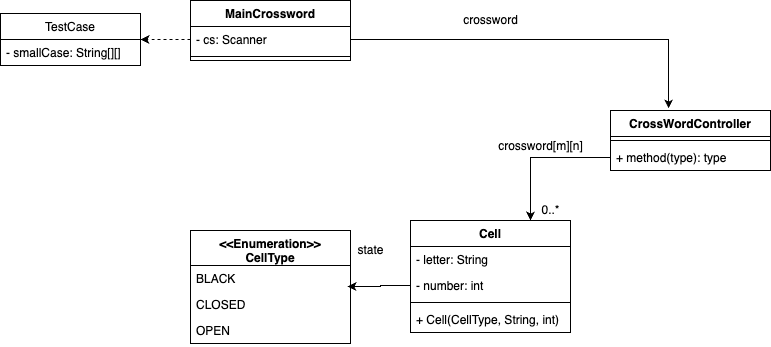 TestCase
- smallCase: String[][]
MainCrossword
- cs: Scanner
crossword
CrossWordController
+ method(type): type
crossword[m][n]
0..*
Cell
- letter: String
- number: int
+ Cell(CellType, String, int)
state
<<Enumeration>>
CellType
BLACK
CLOSED
OPEN